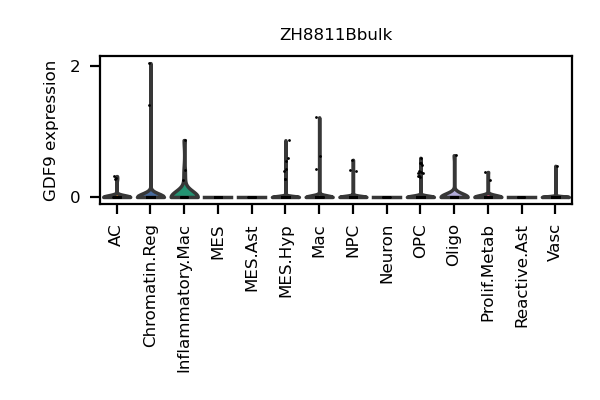 ZH8811Bbulk
GDF9 expression
2
0
AC
Chromatin.Reg
Inflammatory.Mac
MES
MES.Ast
MES.Hyp
Mac
NPC
Neuron
OPC
Oligo
Prolif.Metab
Reactive.Ast
Vasc